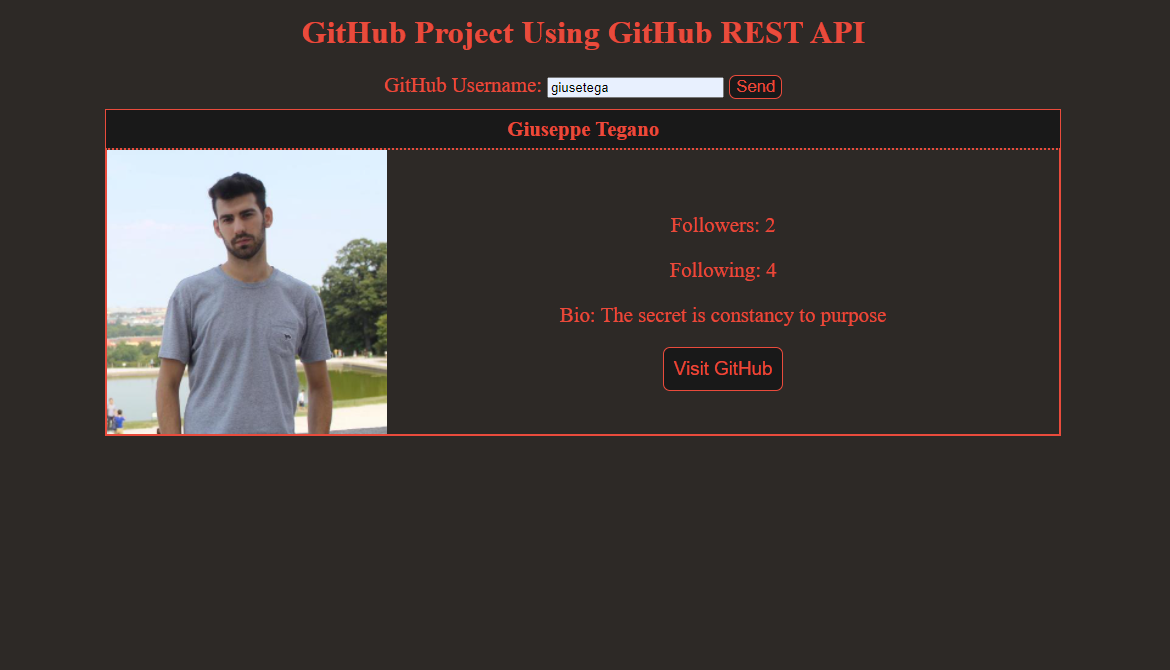 GitHub Project Using GitHub REST API
GitHub Username: giusetega Send
Giuseppe Tegano
Followers: 2
Following: 4
Bio: The secret is constancy to purpose
Visit GitHub